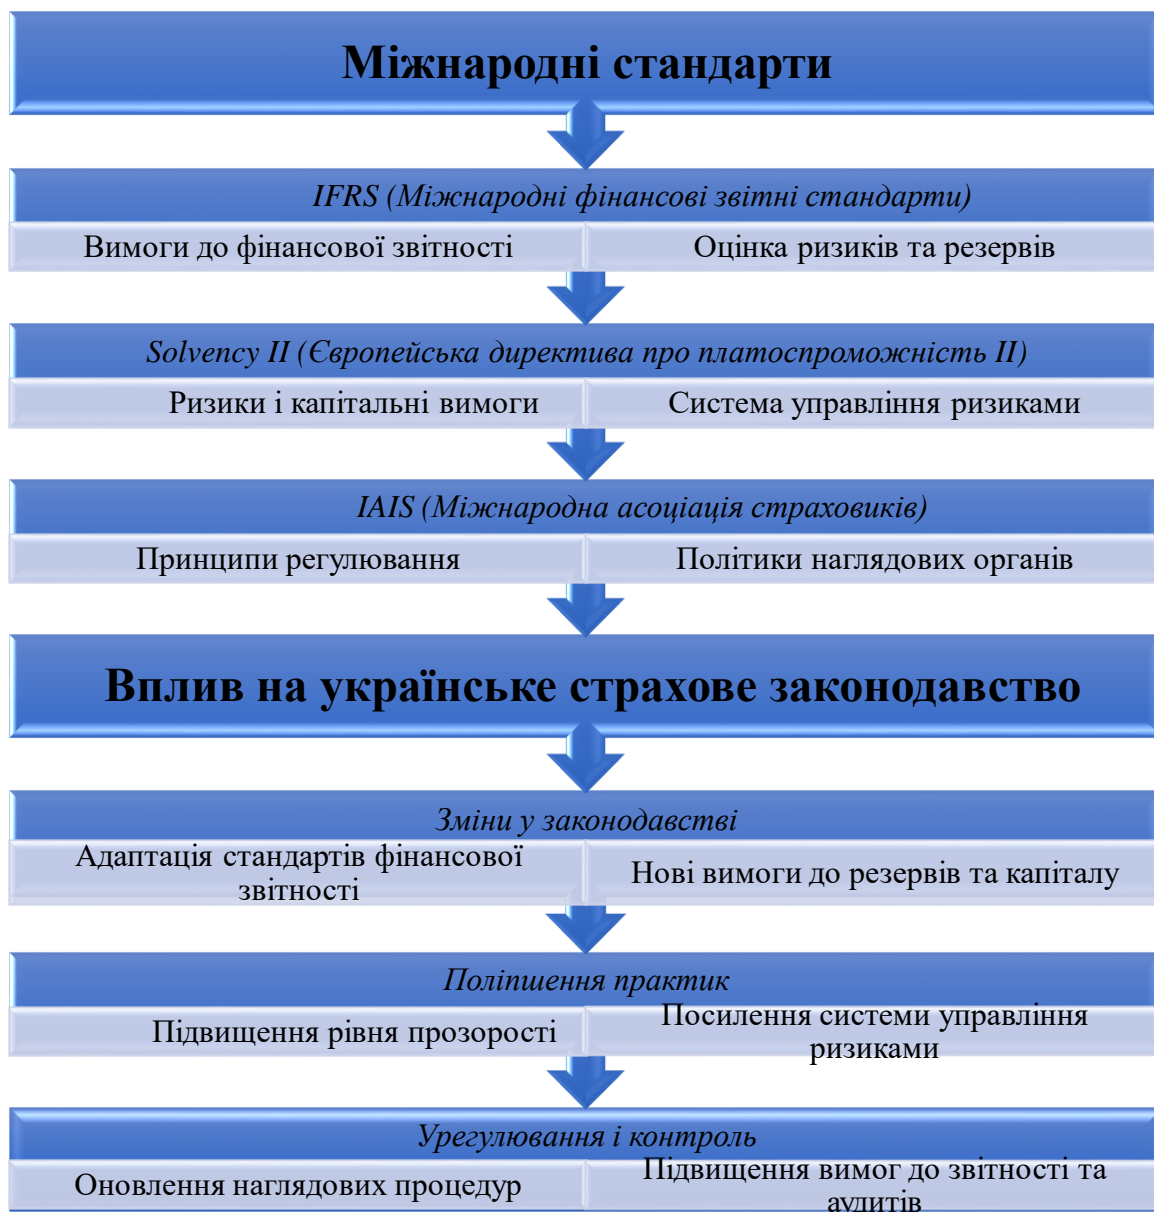 Міжнародні стандарти
IFRS (Міжнародні фінансові звітні стандарти)
Вимоги до фінансової звітності
Оцінка ризиків та резервів
Solvency II (Європейська директива про платоспроможність II)
Ризики і капітальні вимоги
Система управління ризиками
IAIS (Міжнародна асоціація страховиків)
Принципи регулювання
Політики наглядових органів
Вплив на українське страхове законодавство
Зміни у законодавстві
Адаптація стандартів фінансової
звітності
Нові вимоги до резервів та капіталу
Поліпшення практик
Підвищення рівня прозорості
Посилення системи управління
ризиками
Урегулювання і контроль
Оновлення наглядових процедур
Підвищення вимог до звітності та
аудитів